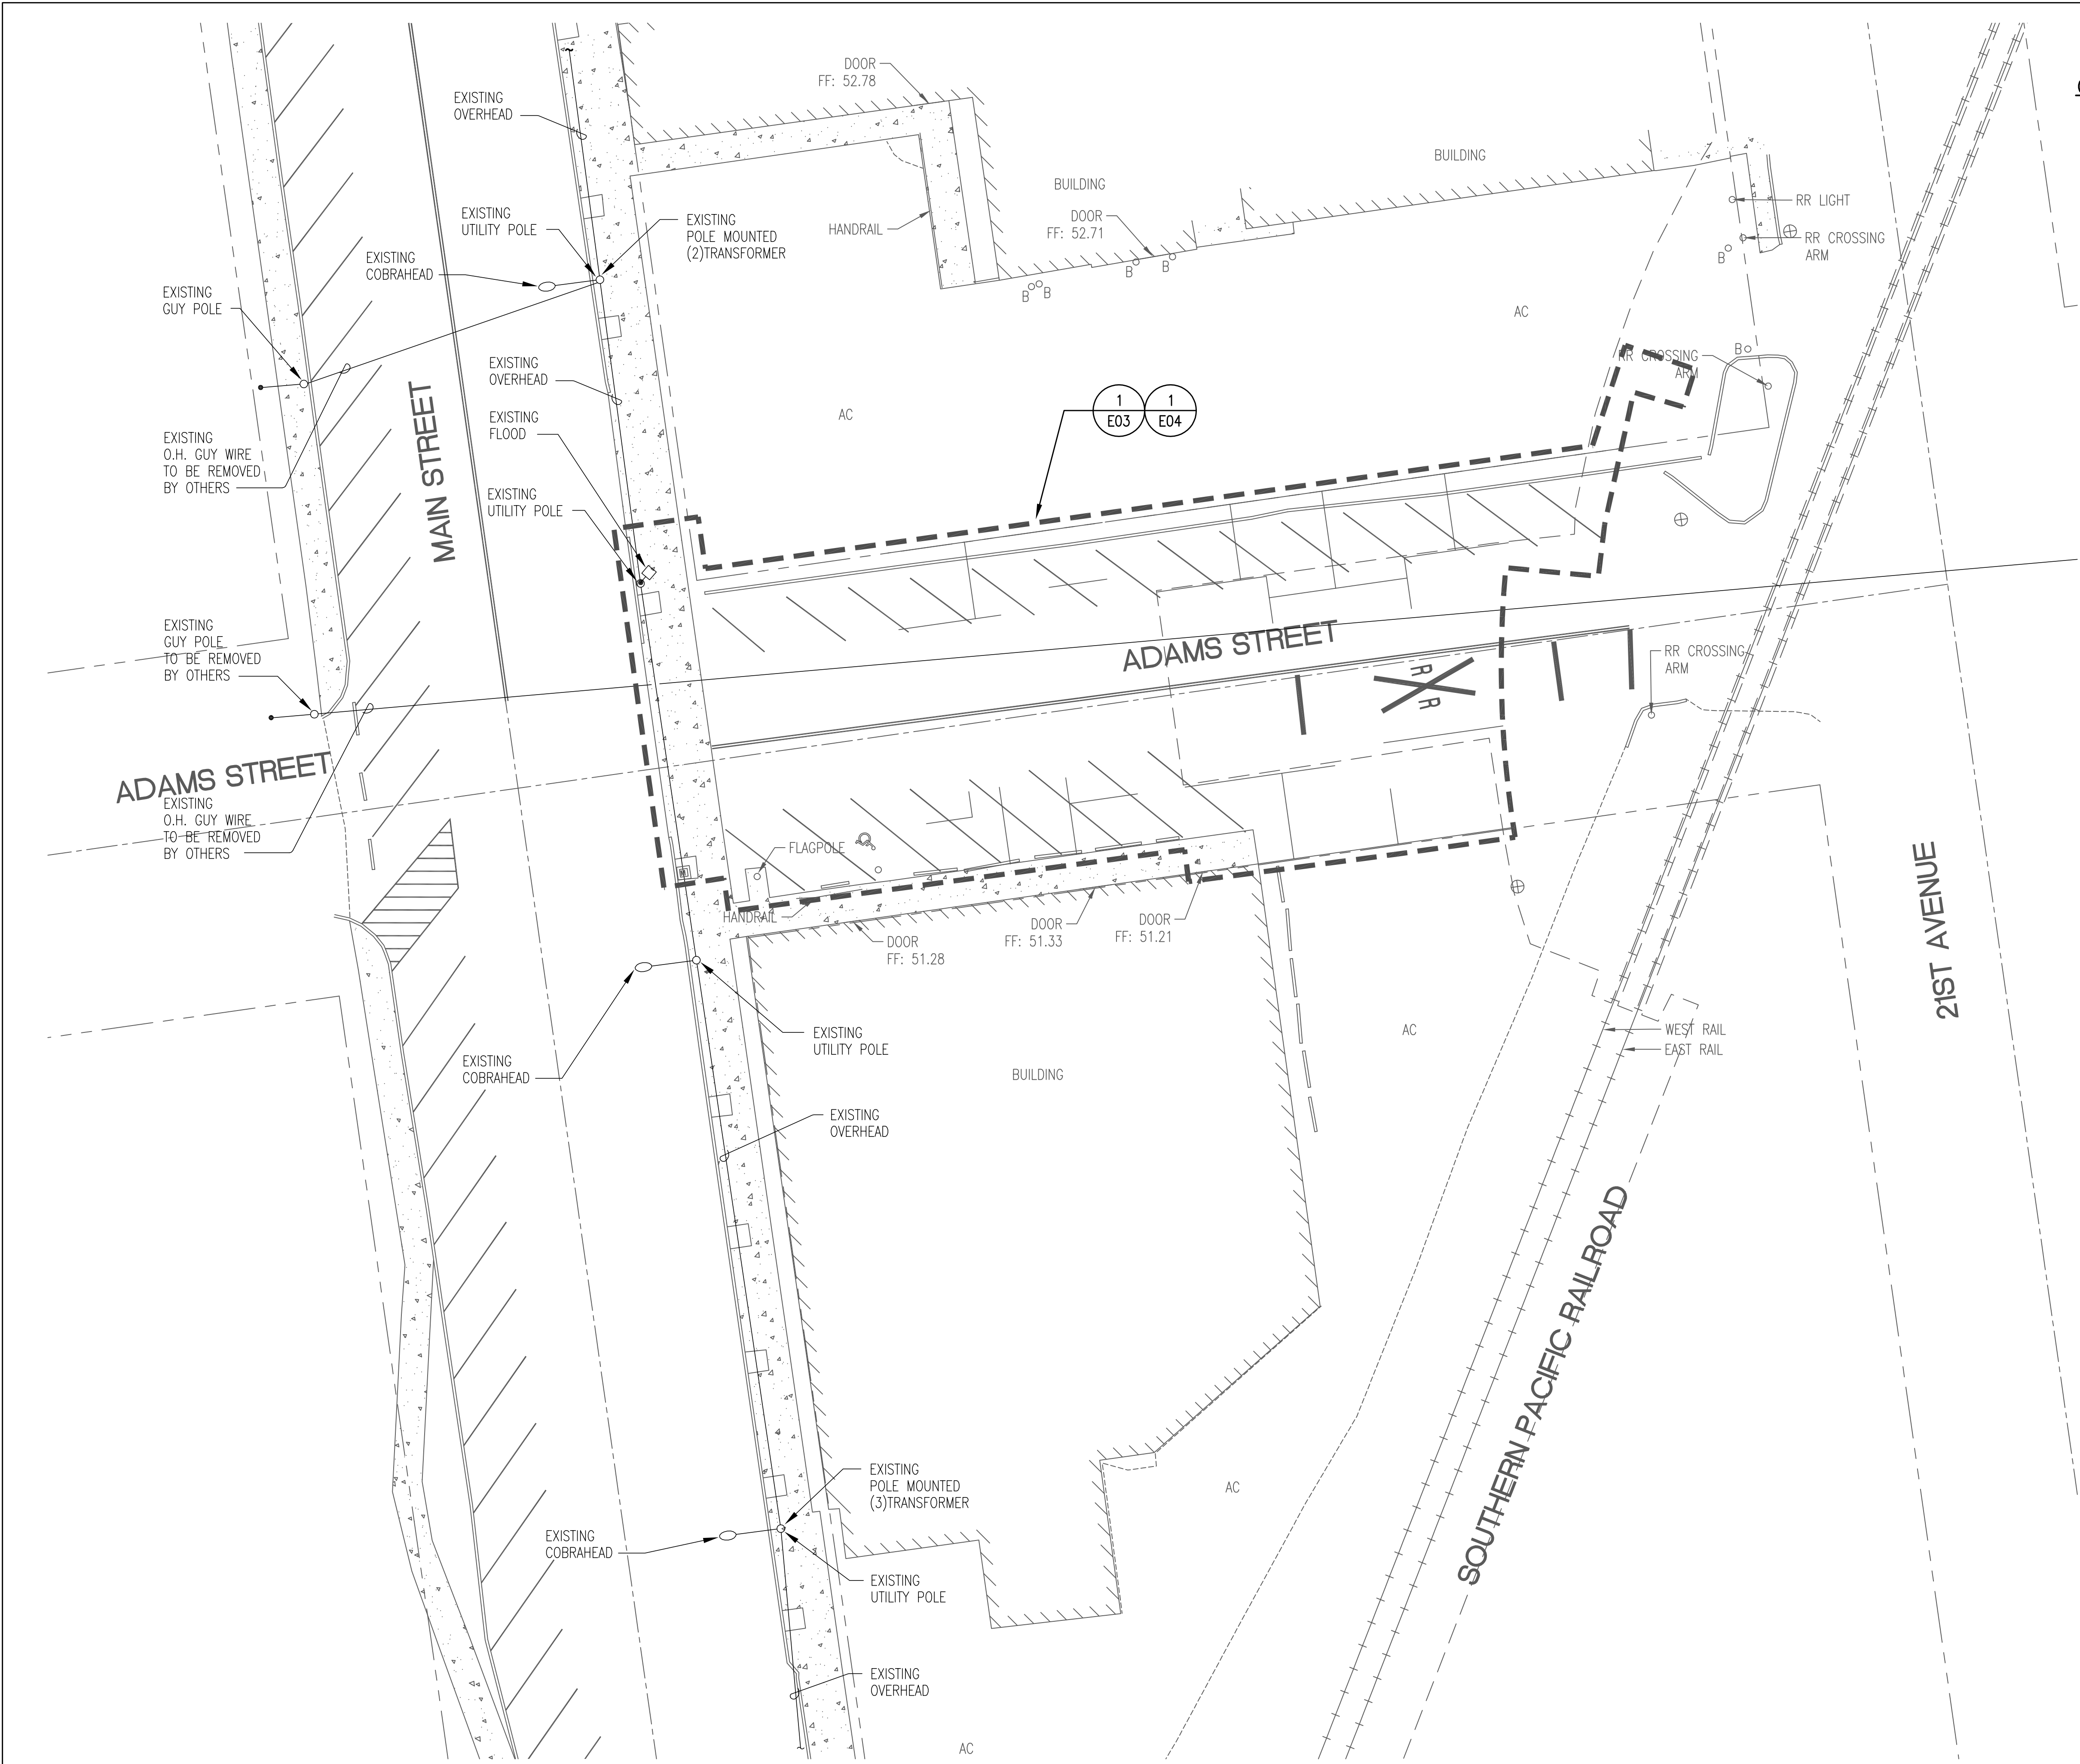 DOOR
FF: 52.78
EXISTING
OVERHEAD
BUILDING
BUILDING
RR LIGHT
EXISTING
UTILITY POLE
EXISTING
POLE MOUNTED
(2)TRANSFORMER
HANDRAIL
DOOR
FF: 52.71
RR CROSSING
ARM
B
B
B
B
B
EXISTING
COBRAHEAD
EXISTING
GUY POLE
AC
RR CROSSING
ARM
B
EXISTING
OVERHEAD
MAIN STREET
AC
1
E03
1
E04
EXISTING
FLOOD
EXISTING
O.H. GUY WIRE
TO BE REMOVED
BY OTHERS
EXISTING
UTILITY POLE
EXISTING
GUY POLE
TO BE REMOVED
BY OTHERS
ADAMS STREET
R R
RR CROSSING
ARM
ADAMS STREET
EXISTING
O.H. GUY WIRE
TO BE REMOVED
BY OTHERS
FLAGPOLE
M
HANDRAIL
DOOR
FF: 51.28
DOOR
FF: 51.33
DOOR
FF: 51.21
21ST AVENUE
EXISTING
UTILITY POLE
AC
WEST RAIL
EAST RAIL
EXISTING
COBRAHEAD
BUILDING
EXISTING
OVERHEAD
SOUTHERN PACIFIC RAILROAD
EXISTING
POLE MOUNTED
(3)TRANSFORMER
AC
EXISTING
COBRAHEAD
EXISTING
UTILITY POLE
EXISTING
OVERHEAD
AC